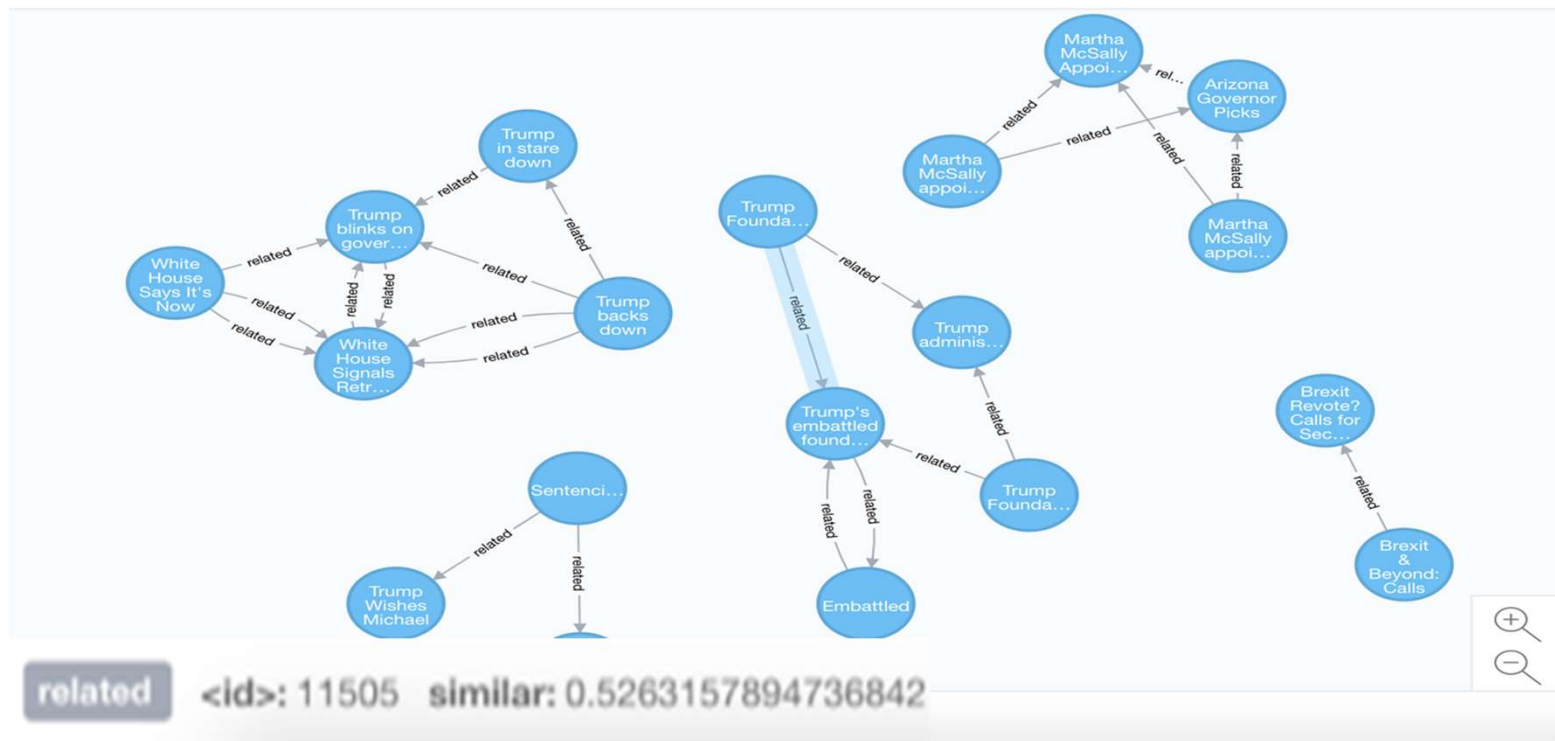 Martha
McSally
Appoi...
rel...
Arizona
Governor
Picks
related
related
related
related
Martha
McSally
appoi...
Martha
McSally
appoi...
Trump
in stare
down
related
related
Trump
blinks on
gover...
related
related
related
related
White
House
Says It's
Now
related
related
related
related
Trump
backs
down
White
House
Signals
Retr...
Trump
Founda...
related
related
Trump
adminis...
Trump's
embattled
found...
related
related
Trump
Founda...
related
related
Embattled
Sentenci...
related
related
Trump
Wishes
Michael
Brexit
Revote?
Calls for
Sec...
related
Brexit
&
Beyond:
Calls
related <id>: 11505 similar: 0.5263157894736842